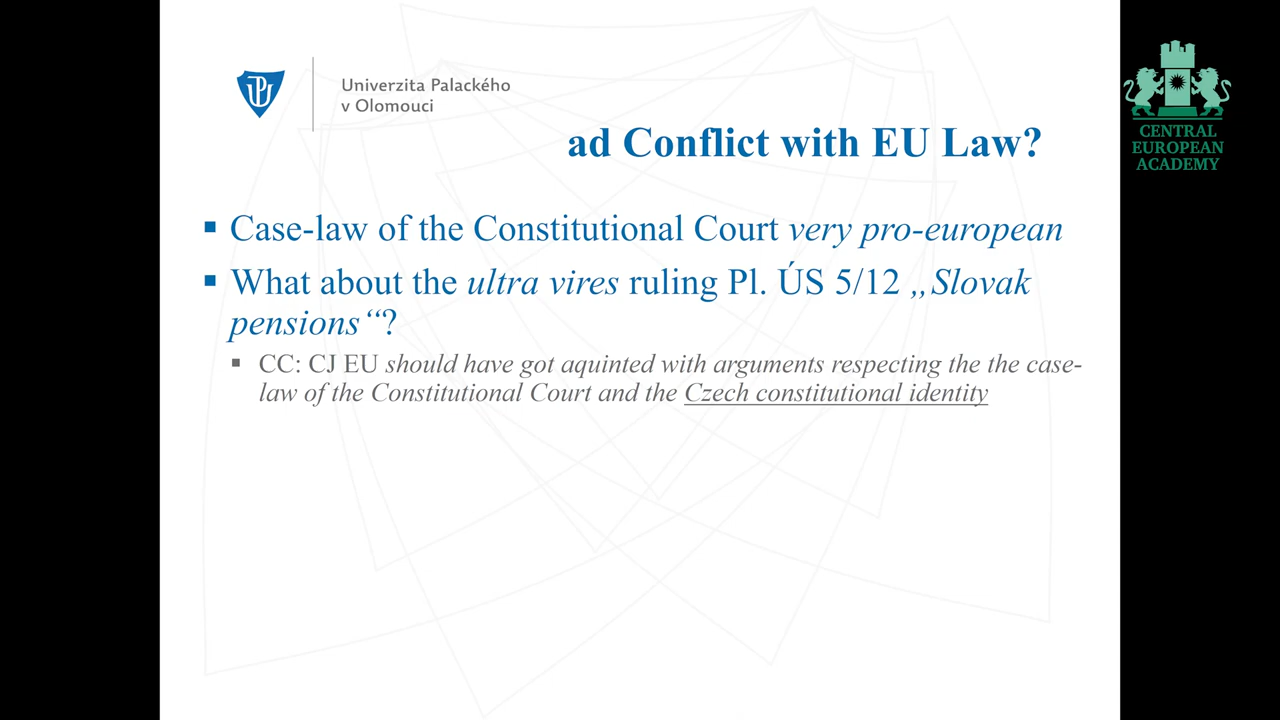 Univerzita Palackého
v Olomouci
ad Conflict with EU Law?
▪ Case-law of the Constitutional Court very pro-european
▪ What about the ultra vires ruling Pl. ÚS 5/12 „Slovak
pensions“?
▪ CC: CJ EU should have got aquinted with arguments respecting the the case-
law of the Constitutional Court and the Czech constitutional identity
CENTRAL
EUROPEAN
ACADEMY